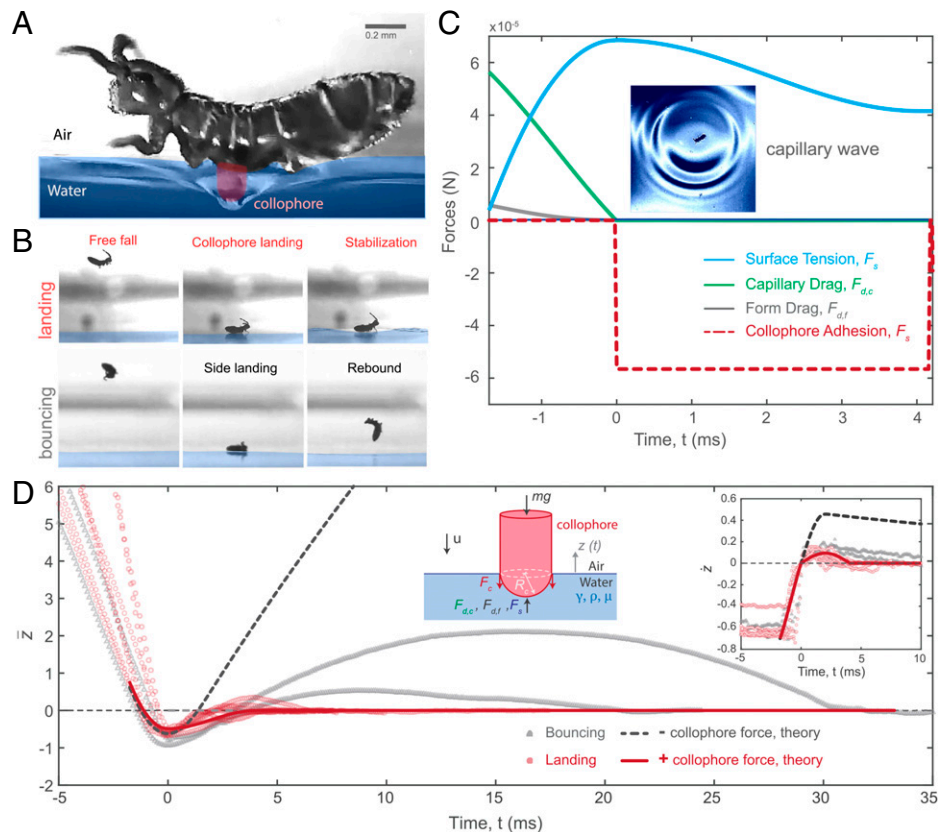 A
0.2 mm
Air
Water
collophore
B
Free fall
Collophore landing
Stabilization
landing
Side landing
Rebound
bouncing
C
×10⁻⁵
6
4
2
0
-2
-4
-6
Forces (N)
capillary wave
Surface Tension, Fs
Capillary Drag, Fd,c
Form Drag, Fd,f
Collophore Adhesion, Fs
-1
0
1
2
3
4
Time, t (ms)
D
6
5
4
3
2
1
0
-1
-2
z̄
mg
collophore
u
z (t)
Air
R
Water
Fc
γ, ρ, μ
Fd,c, Fd,f, Fs
0.6
0.4
0.2
0
-0.2
-0.4
-0.6
-0.8
ż
-5
0
5
10
Time, t (ms)
Bouncing
- collophore force, theory
Landing
+ collophore force, theory
-5
0
5
10
15
20
25
30
35
Time, t (ms)